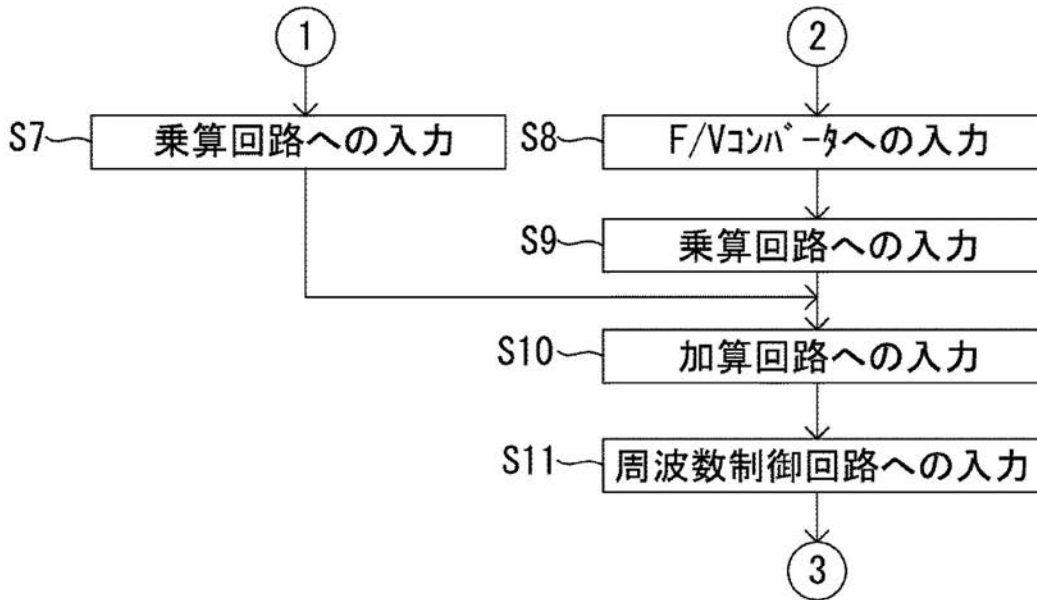 1
2
S7 乗算回路への入力
S8 F/Vコンバータへの入力
S9 乗算回路への入力
S10 加算回路への入力
S11 周波数制御回路への入力
3